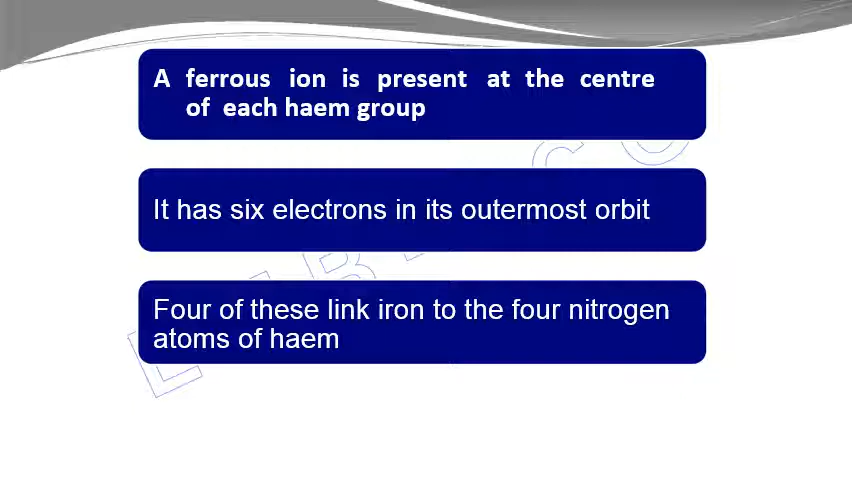 A ferrous ion is present at the centre
of each haem group
It has six electrons in its outermost orbit
Four of these link iron to the four nitrogen
atoms of haem